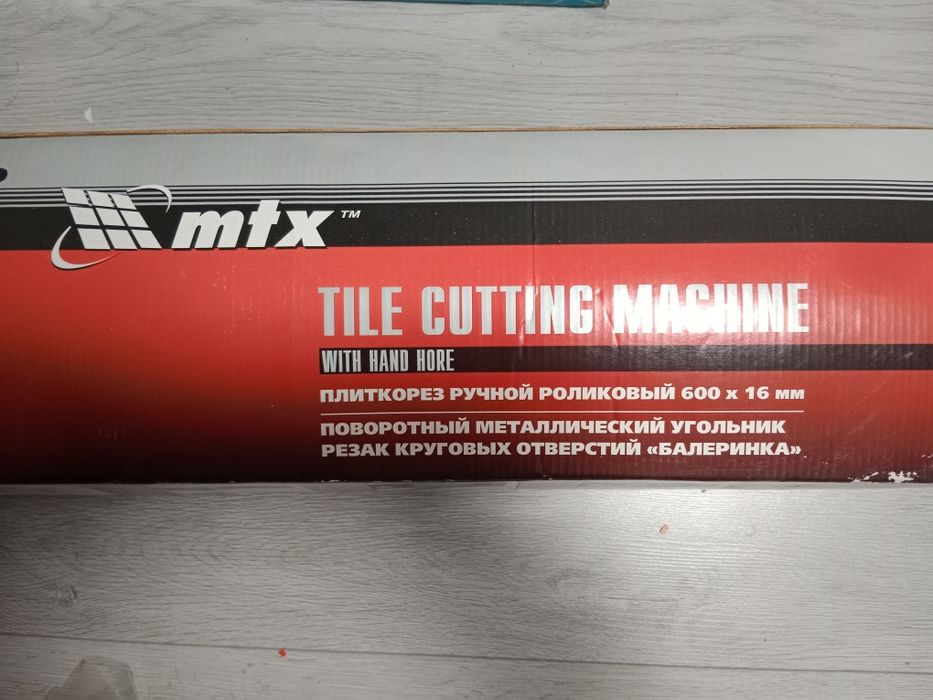 mtx™
TILE CUTTING MACHINE
WITH HAND HORE
ПЛИТКОРЕЗ РУЧНОЙ РОЛИКОВЫЙ 600 х 16 мм
ПОВОРОТНЫЙ МЕТАЛЛИЧЕСКИЙ УГОЛЬНИК
РЕЗАК КРУГОВЫХ ОТВЕРСТИЙ «БАЛЕРИНКА»